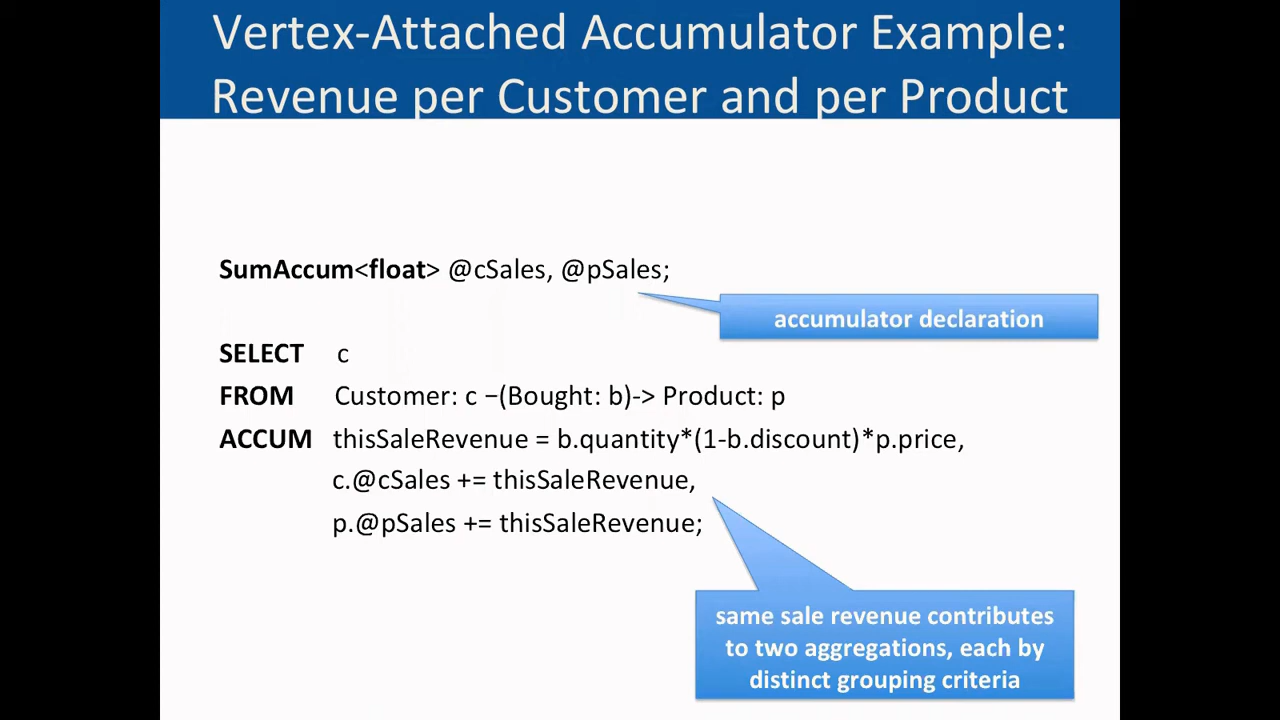 Vertex-Attached Accumulator Example:
Revenue per Customer and per Product
SumAccum<float> @cSales, @pSales;
accumulator declaration
SELECT c
FROM Customer: c −(Bought: b)-> Product: p
ACCUM thisSaleRevenue = b.quantity*(1-b.discount)*p.price,
c.@cSales += thisSaleRevenue,
p.@pSales += thisSaleRevenue;
same sale revenue contributes
to two aggregations, each by
distinct grouping criteria